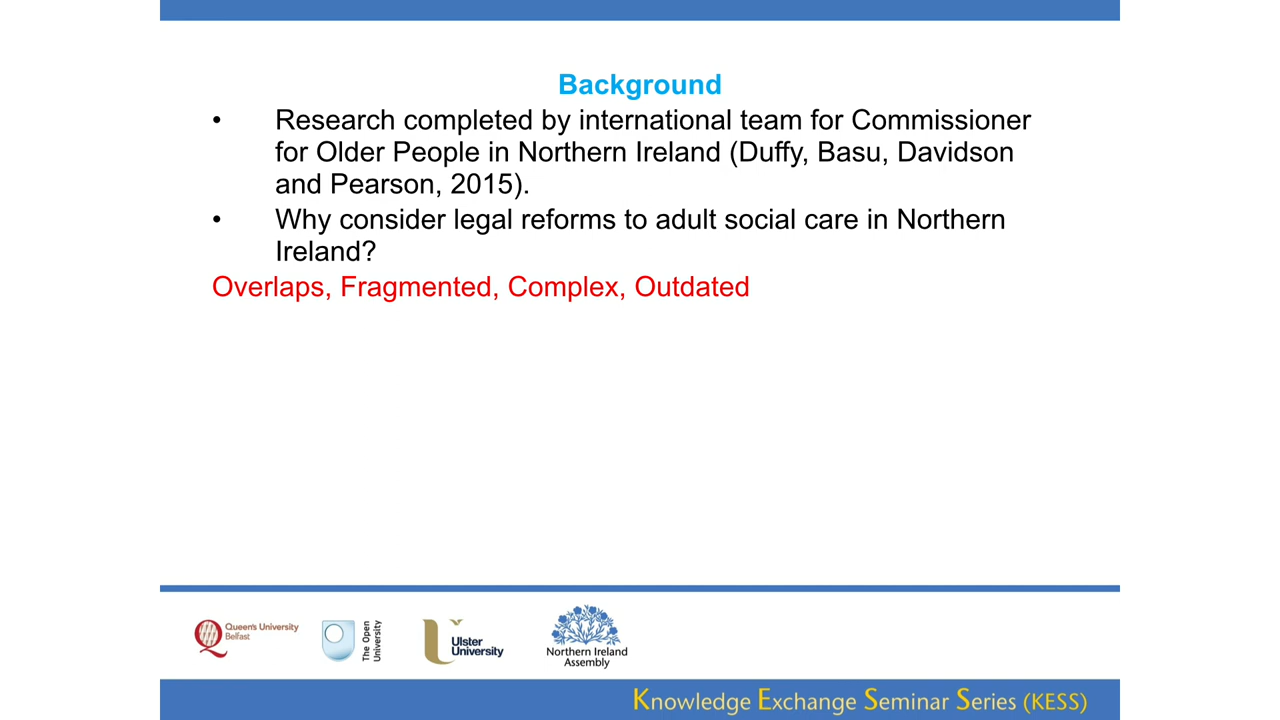 Background
• Research completed by international team for Commissioner
for Older People in Northern Ireland (Duffy, Basu, Davidson
and Pearson, 2015).
• Why consider legal reforms to adult social care in Northern
Ireland?
Overlaps, Fragmented, Complex, Outdated
Queen's University
Belfast
The Open
University
Ulster
University
Northern Ireland
Assembly
Knowledge Exchange Seminar Series (KESS)